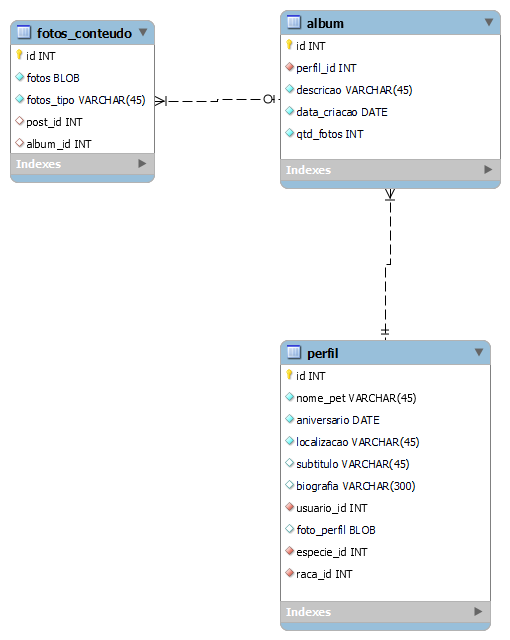 fotos_conteudo
id INT
fotos BLOB
fotos_tipo VARCHAR(45)
post_id INT
album_id INT
Indexes
album
id INT
perfil_id INT
descricao VARCHAR(45)
data_criacao DATE
qtd_fotos INT
Indexes
perfil
id INT
nome_pet VARCHAR(45)
aniversario DATE
localizacao VARCHAR(45)
subtitulo VARCHAR(45)
biografia VARCHAR(300)
usuario_id INT
foto_perfil BLOB
especie_id INT
raca_id INT
Indexes